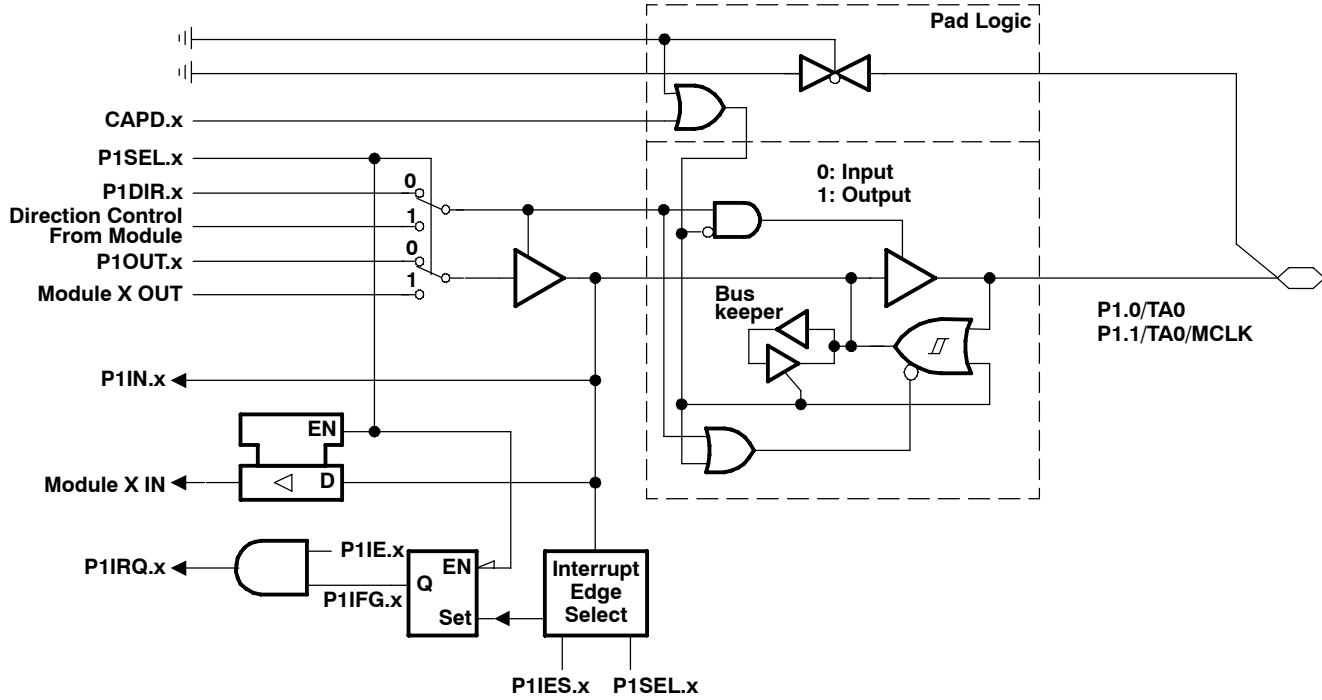 Pad Logic
CAPD.x
P1SEL.x
P1DIR.x
0
Direction Control
From Module
1
P1OUT.x
0
Module X OUT
1
0: Input
1: Output
Bus
keeper
P1.0/TA0
P1.1/TA0/MCLK
P1IN.x
EN
Module X IN
D
P1IRQ.x
P1IE.x
P1IFG.x
EN
Q
Set
Interrupt
Edge
Select
P1IES.x
P1SEL.x